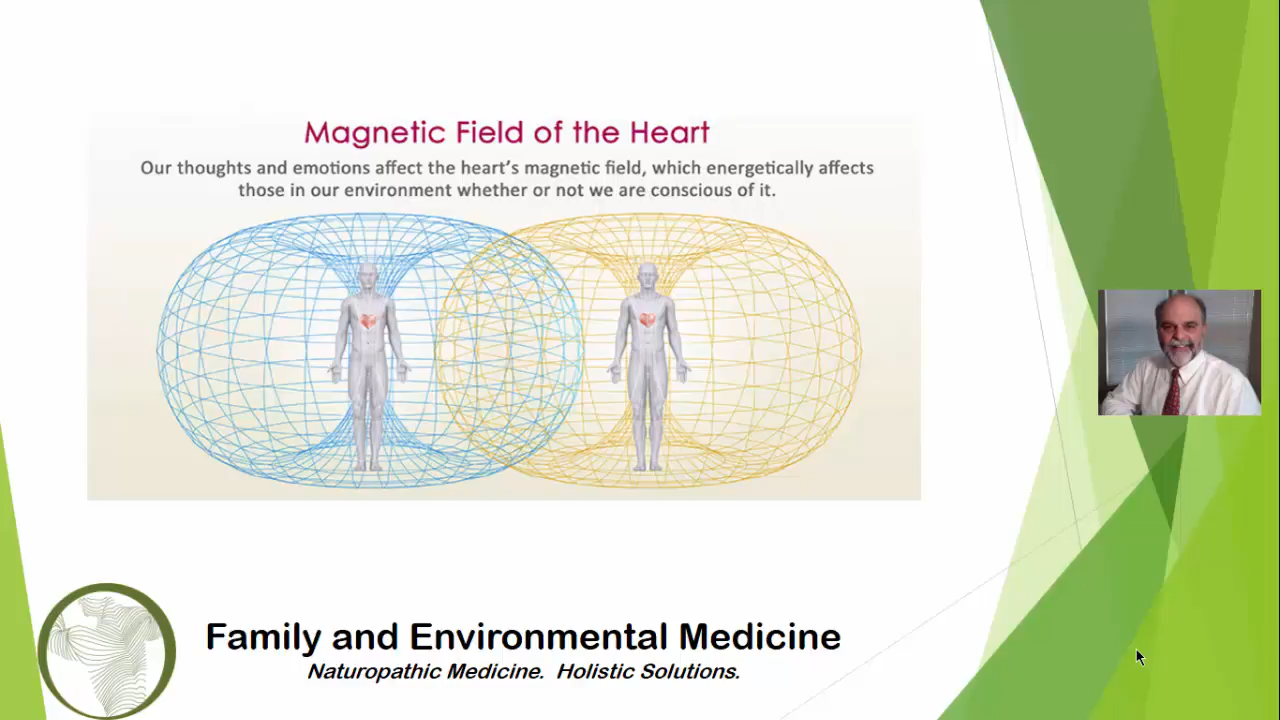 Magnetic Field of the Heart
Our thoughts and emotions affect the heart's magnetic field, which energetically affects
those in our environment whether or not we are conscious of it.
Family and Environmental Medicine
Naturopathic Medicine. Holistic Solutions.